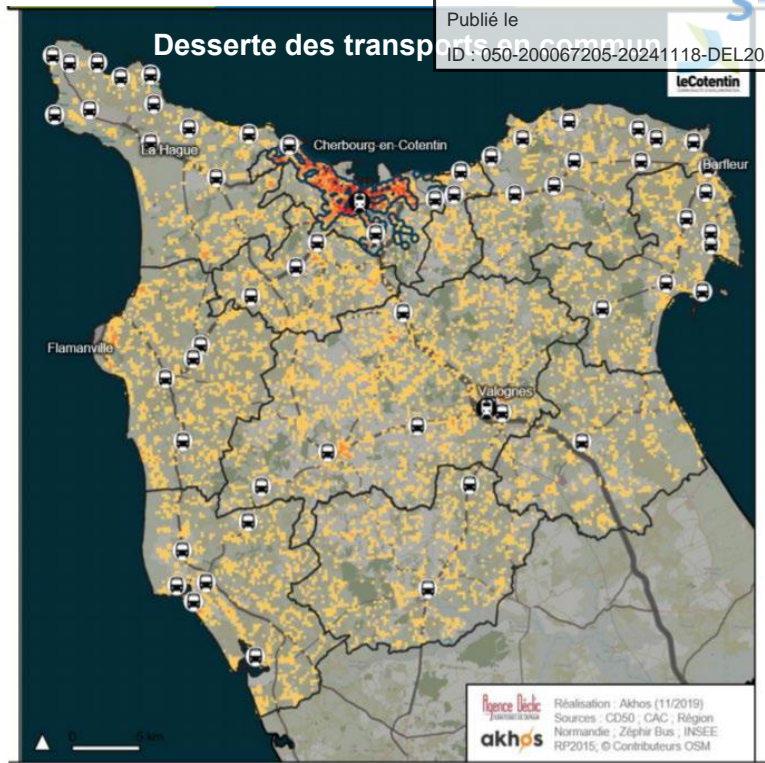 Publié le
ID : 050-200067205-20241118-DEL20
Desserte des transports en commun
leCotentin
La Hague
Cherbourg-en-Cotentin
Barfleur
Flamanville
Valognes
0 5 km
Agence Déclic
akhos
Réalisation : Akhos (11/2019)
Sources : CD50 ; CAC ; Région
Normandie ; Zéphir Bus ; INSEE
RP2015; © Contributeurs OSM